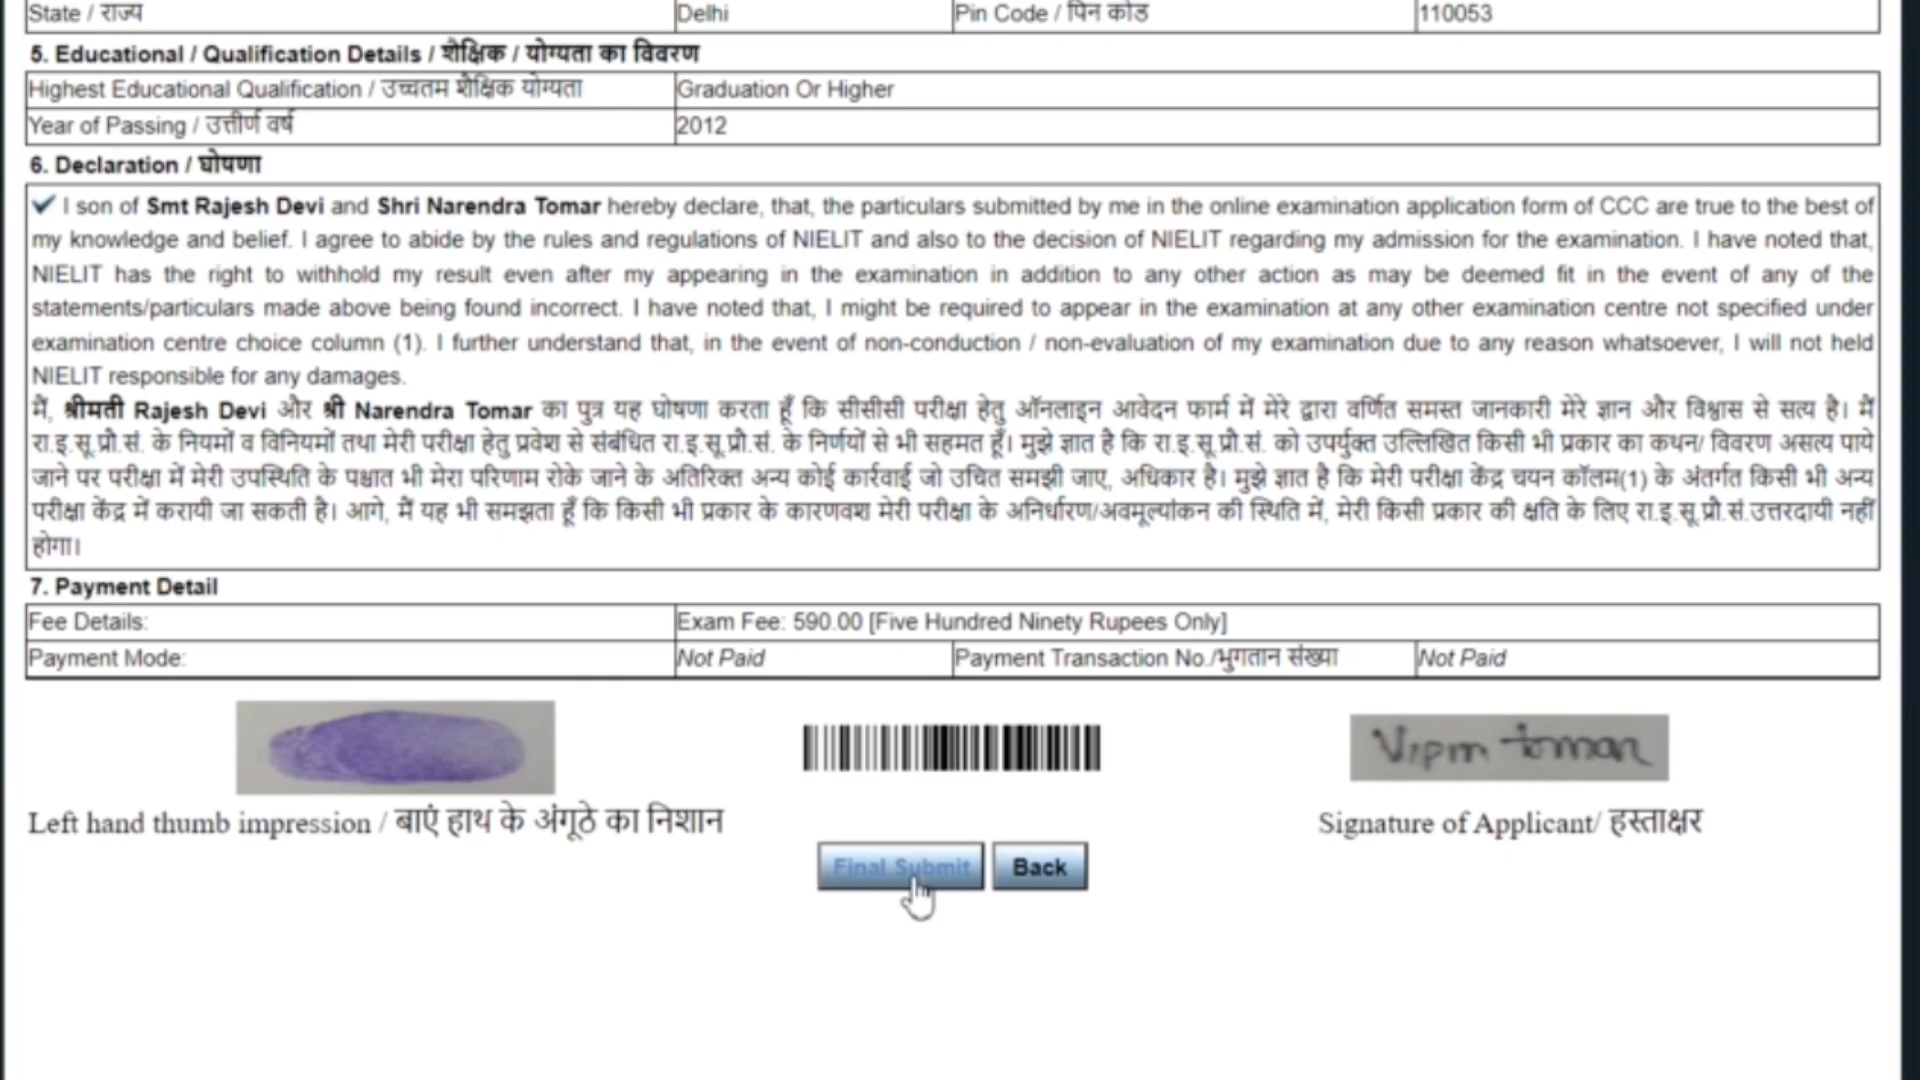 State / राज्य Delhi Pin Code / पिन कोड 110053
5. Educational / Qualification Details / शैक्षिक / योग्यता का विवरण
Highest Educational Qualification / उच्चतम शैक्षिक योग्यता Graduation Or Higher
Year of Passing / उत्तीर्ण वर्ष 2012
6. Declaration / घोषणा
I son of Smt Rajesh Devi and Shri Narendra Tomar hereby declare, that, the particulars submitted by me in the online examination application form of CCC are true to the best of
my knowledge and belief. I agree to abide by the rules and regulations of NIELIT and also to the decision of NIELIT regarding my admission for the examination. I have noted that,
NIELIT has the right to withhold my result even after my appearing in the examination in addition to any other action as may be deemed fit in the event of any of the
statements/particulars made above being found incorrect. I have noted that, I might be required to appear in the examination at any other examination centre not specified under
examination centre choice column (1). I further understand that, in the event of non-conduction / non-evaluation of my examination due to any reason whatsoever, I will not held
NIELIT responsible for any damages.
मैं, श्रीमती Rajesh Devi और श्री Narendra Tomar का पुत्र यह घोषणा करता हूँ कि सीसीसी परीक्षा हेतु ऑनलाइन आवेदन फार्म में मेरे द्वारा वर्णित समस्त जानकारी मेरे ज्ञान और विश्वास से सत्य है। मैं
रा.इ.सू.प्रौ.सं. के नियमों व विनियमों तथा मेरी परीक्षा हेतु प्रवेश से संबंधित रा.इ.सू.प्रौ.सं. के निर्णयों से भी सहमत हूँ। मुझे ज्ञात है कि रा.इ.सू.प्रौ.सं. को उपर्युक्त उल्लिखित किसी भी प्रकार का कथन/ विवरण असत्य पाये
जाने पर परीक्षा में मेरी उपस्थिति के पश्चात भी मेरा परिणाम रोके जाने के अतिरिक्त अन्य कोई कार्रवाई जो उचित समझी जाए, अधिकार है। मुझे ज्ञात है कि मेरी परीक्षा केंद्र चयन कॉलम(1) के अंतर्गत किसी भी अन्य
परीक्षा केंद्र में करायी जा सकती है। आगे, मैं यह भी समझता हूँ कि किसी भी प्रकार के कारणवश मेरी परीक्षा के अनिर्धारण/अवमूल्यांकन की स्थिति में, मेरी किसी प्रकार की क्षति के लिए रा.इ.सू.प्रौ.सं.उत्तरदायी नहीं
होगा।
7. Payment Detail
Fee Details: Exam Fee: 590.00 [Five Hundred Ninety Rupees Only]
Payment Mode: Not Paid Payment Transaction No./भुगतान संख्या Not Paid
Vipin tomar
Left hand thumb impression / बाएं हाथ के अंगूठे का निशान Signature of Applicant/ हस्ताक्षर
Final Submit Back